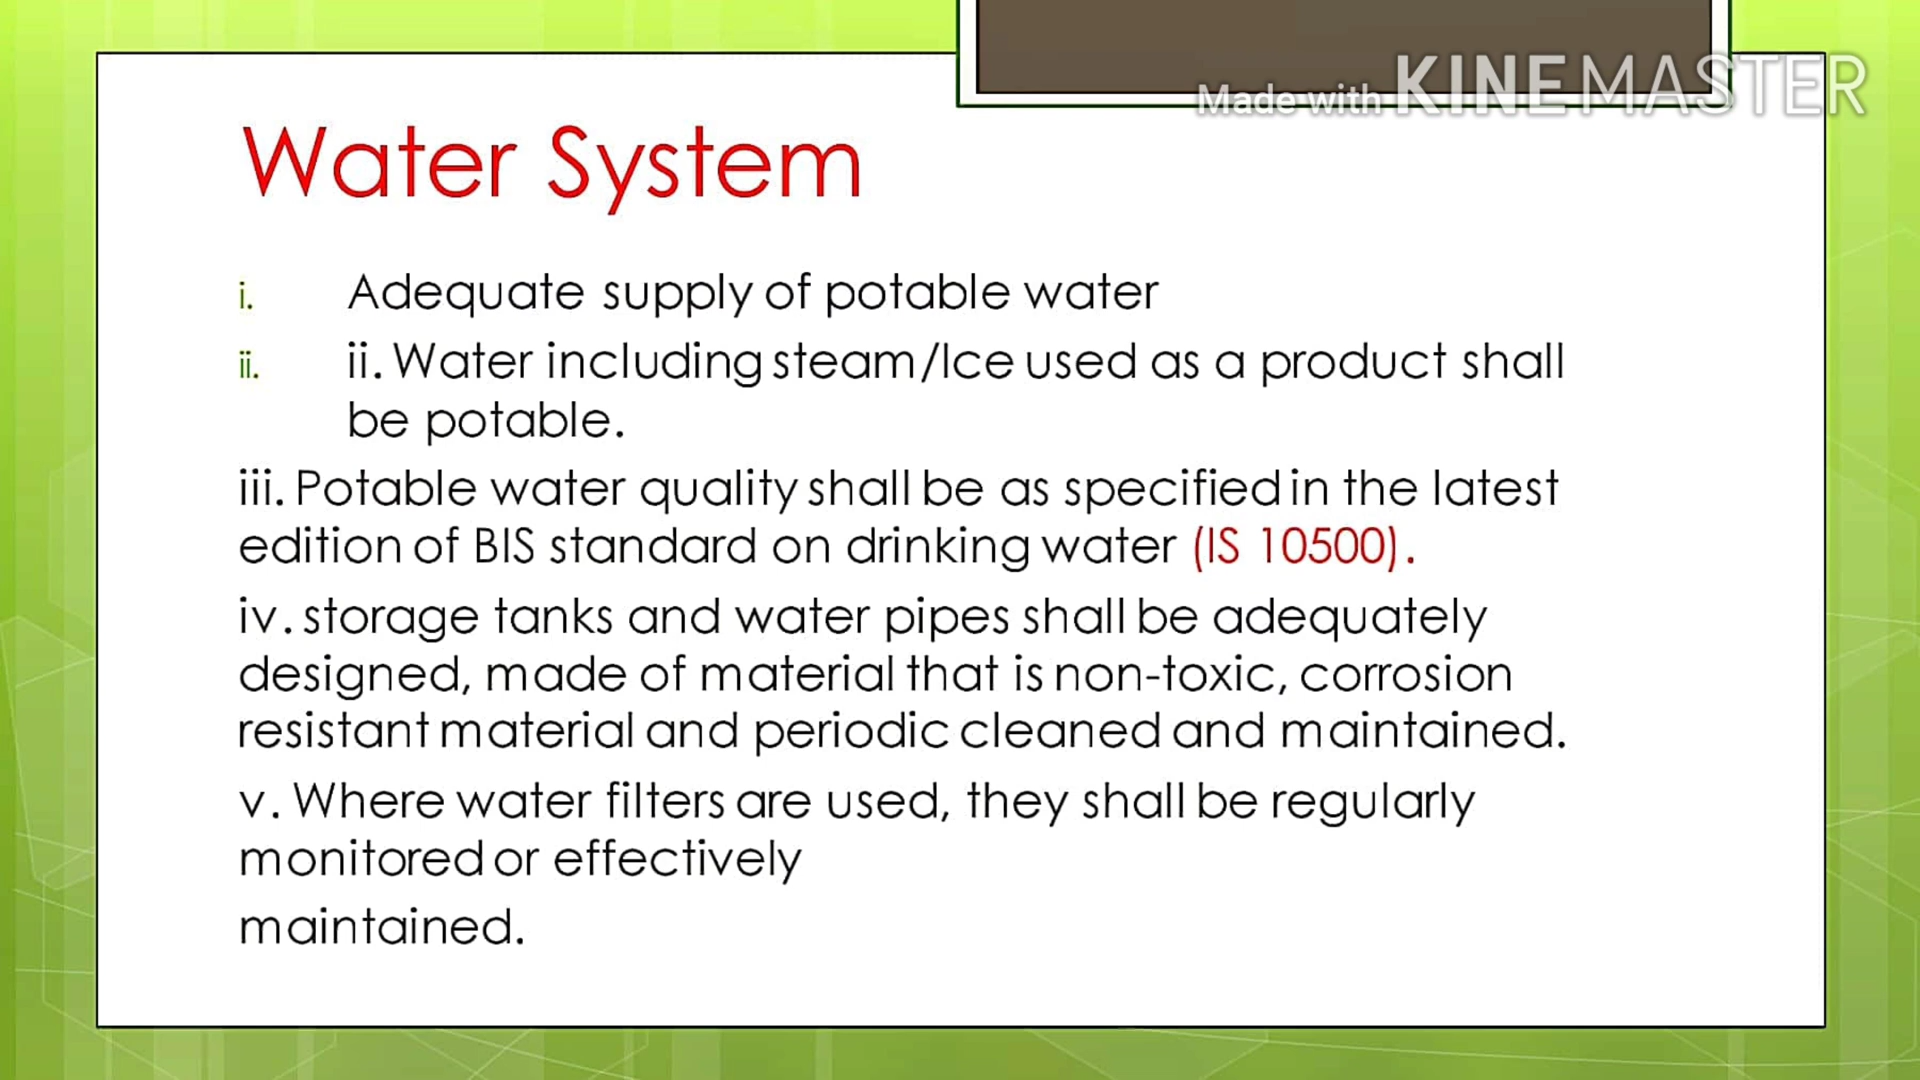 Made with KINEMASTER
Water System
i. Adequate supply of potable water
ii. ii. Water including steam/Ice used as a product shall
be potable.
iii. Potable water quality shall be as specified in the latest
edition of BIS standard on drinking water (IS 10500).
iv. storage tanks and water pipes shall be adequately
designed, made of material that is non-toxic, corrosion
resistant material and periodic cleaned and maintained.
v. Where water filters are used, they shall be regularly
monitored or effectively
maintained.